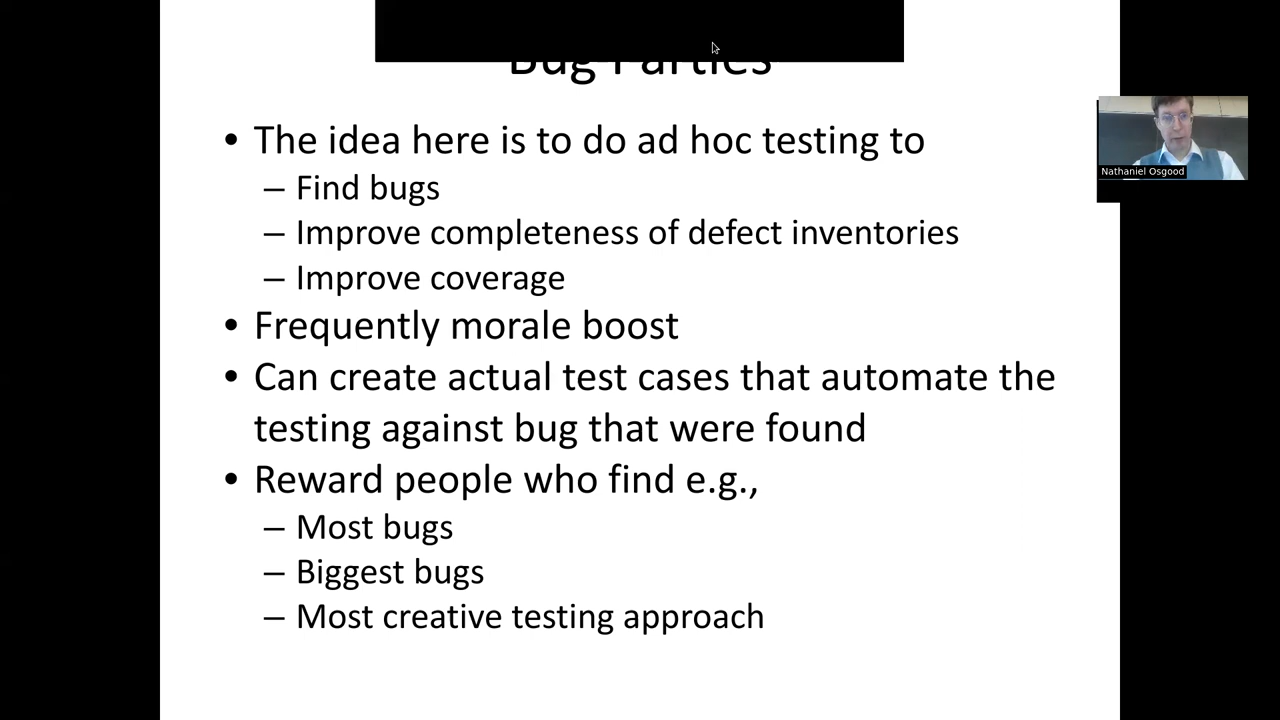 Bug Parties
• The idea here is to do ad hoc testing to
– Find bugs
– Improve completeness of defect inventories
– Improve coverage
• Frequently morale boost
• Can create actual test cases that automate the
testing against bug that were found
• Reward people who find e.g.,
– Most bugs
– Biggest bugs
– Most creative testing approach
Nathaniel Osgood